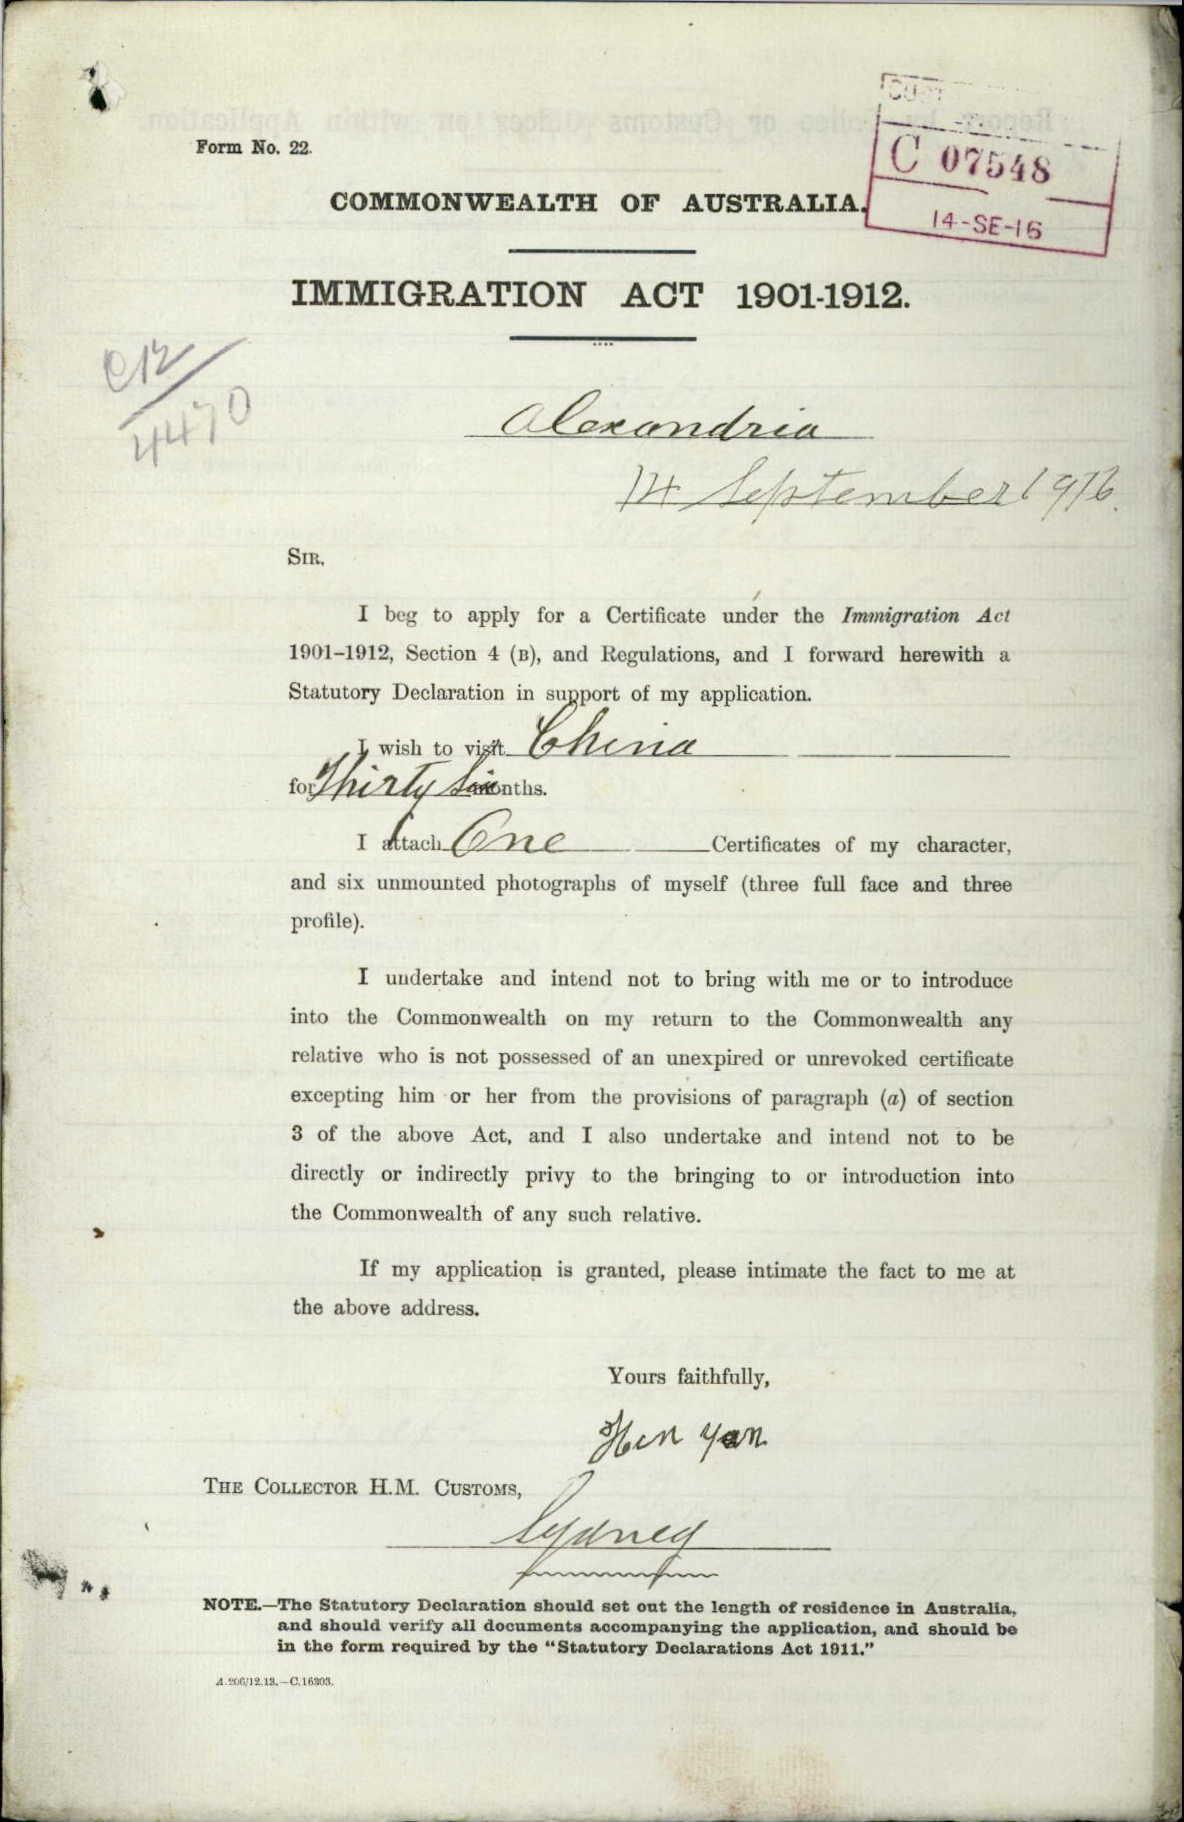 CUST
C 07548
14-SE-16
Form No. 22.
COMMONWEALTH OF AUSTRALIA.
IMMIGRATION ACT 1901-1912.
C12/4470
Alexandria
14 September 1916.
SIR,
I beg to apply for a Certificate under the Immigration Act
1901–1912, Section 4 (B), and Regulations, and I forward herewith a
Statutory Declaration in support of my application.
I wish to visit China
for Thirty Six months.
I attach One Certificates of my character,
and six unmounted photographs of myself (three full face and three
profile).
I undertake and intend not to bring with me or to introduce
into the Commonwealth on my return to the Commonwealth any
relative who is not possessed of an unexpired or unrevoked certificate
excepting him or her from the provisions of paragraph (a) of section
3 of the above Act, and I also undertake and intend not to be
directly or indirectly privy to the bringing to or introduction into
the Commonwealth of any such relative.
If my application is granted, please intimate the fact to me at
the above address.
Yours faithfully,
Hen Yan
THE COLLECTOR H.M. CUSTOMS,
Sydney
NOTE.—The Statutory Declaration should set out the length of residence in Australia,
and should verify all documents accompanying the application, and should be
in the form required by the “Statutory Declarations Act 1911.”
A.206/12.13.—C.16303.